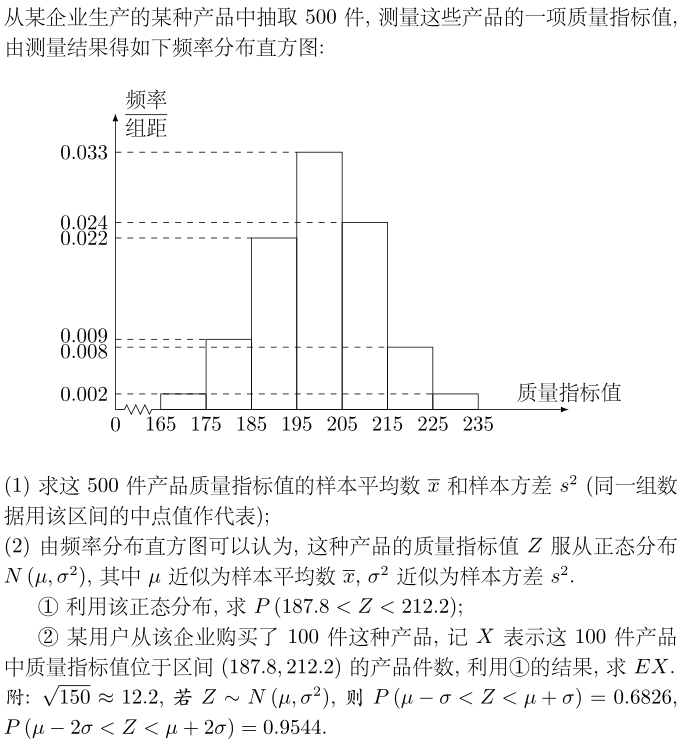 从某企业生产的某种产品中抽取 500 件, 测量这些产品的一项质量指标值,
由测量结果得如下频率分布直方图:
频率
组距
0.033
0.024
0.022
0.009
0.008
0.002
质量指标值
0 165 175 185 195 205 215 225 235
(1) 求这 500 件产品质量指标值的样本平均数 x̅ 和样本方差 s² (同一组数
据用该区间的中点值作代表);
(2) 由频率分布直方图可以认为, 这种产品的质量指标值 Z 服从正态分布
N (μ, σ²), 其中 μ 近似为样本平均数 x̅, σ² 近似为样本方差 s².
① 利用该正态分布, 求 P (187.8 < Z < 212.2);
② 某用户从该企业购买了 100 件这种产品, 记 X 表示这 100 件产品
中质量指标值位于区间 (187.8, 212.2) 的产品件数, 利用①的结果, 求 EX.
附: √150 ≈ 12.2, 若 Z ∼ N (μ, σ²), 则 P (μ − σ < Z < μ + σ) = 0.6826,
P (μ − 2σ < Z < μ + 2σ) = 0.9544.